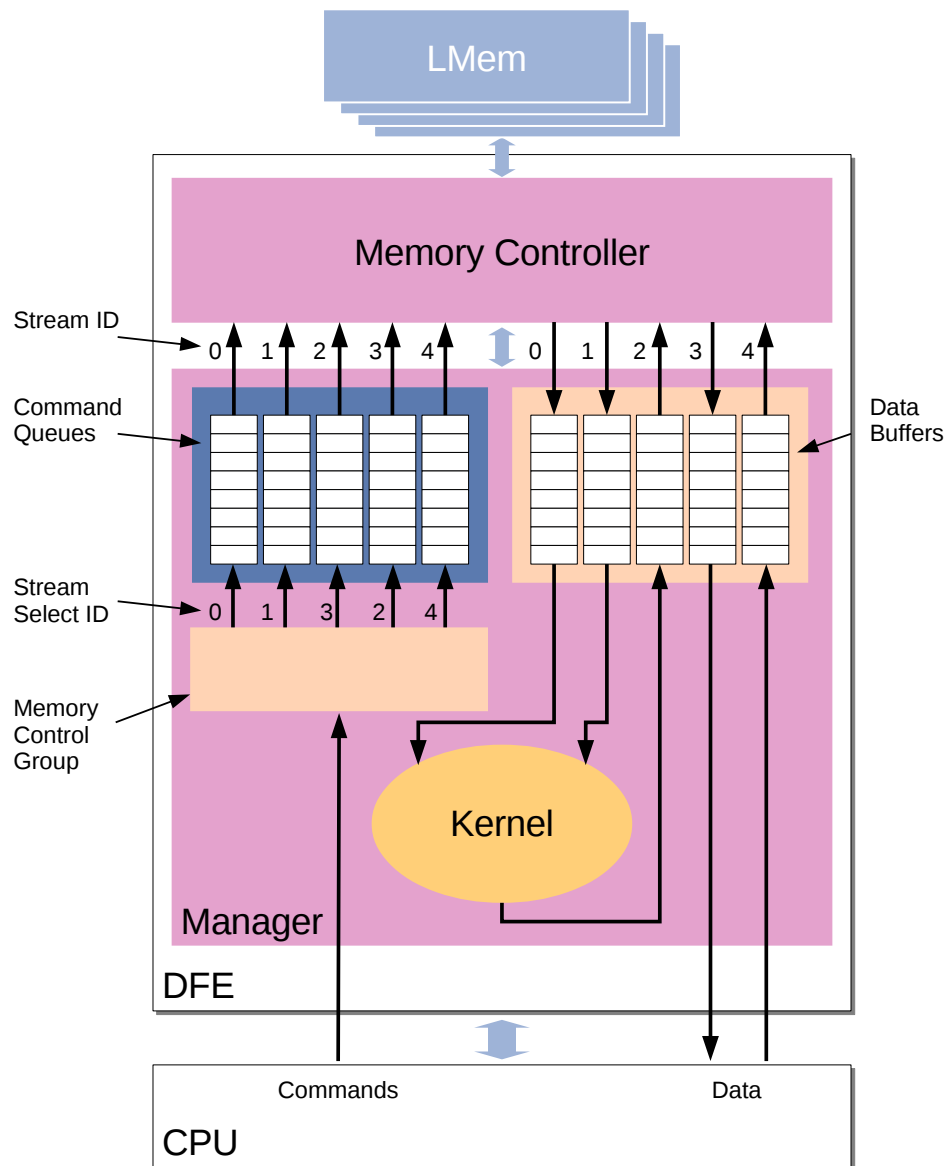 LMem
Memory Controller
Stream ID
0 1 2 3 4 0 1 2 3 4
Command
Queues
Data
Buffers
Stream
Select ID
0 1 3 2 4
Memory
Control
Group
Kernel
Manager
DFE
Commands
Data
CPU